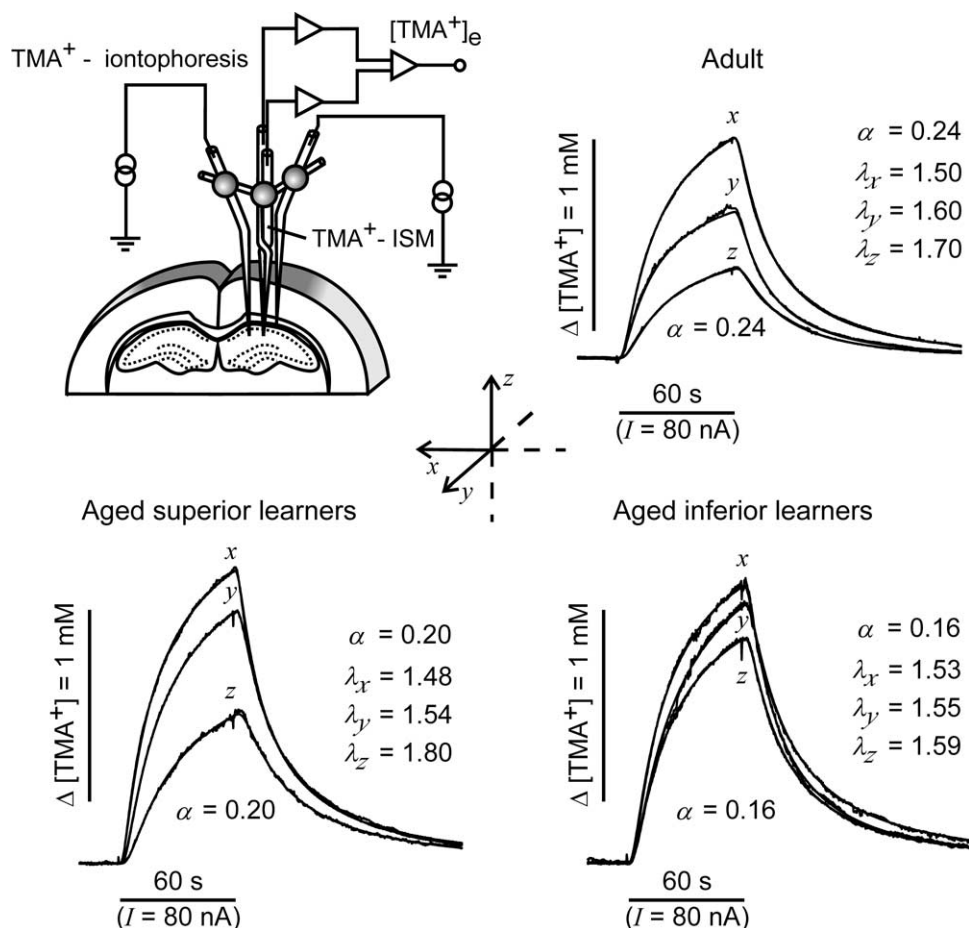 TMA⁺ - iontophoresis
[TMA⁺]e
TMA⁺- ISM
Adult
Δ [TMA⁺] = 1 mM
x
y
z
α = 0.24
α = 0.24
λx = 1.50
λy = 1.60
λz = 1.70
60 s
(I = 80 nA)
z
x
y
Aged superior learners
Δ [TMA⁺] = 1 mM
x
y
z
α = 0.20
α = 0.20
λx = 1.48
λy = 1.54
λz = 1.80
60 s
(I = 80 nA)
Aged inferior learners
Δ [TMA⁺] = 1 mM
x
y
z
α = 0.16
α = 0.16
λx = 1.53
λy = 1.55
λz = 1.59
60 s
(I = 80 nA)